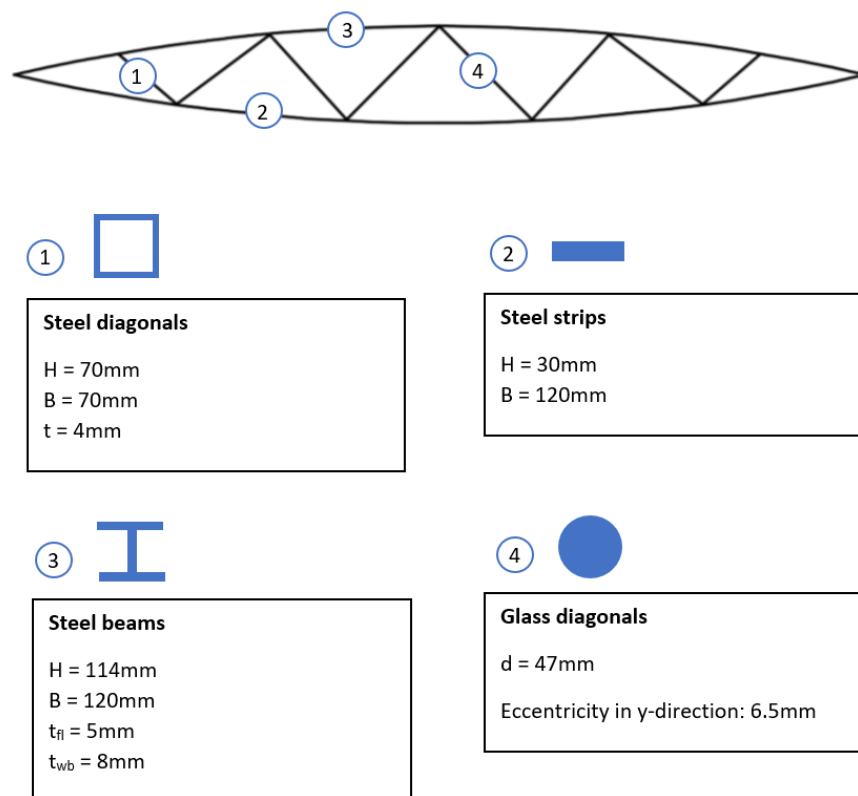 3
1
4
2
1
Steel diagonals
H = 70mm
B = 70mm
t = 4mm
2
Steel strips
H = 30mm
B = 120mm
3
Steel beams
H = 114mm
B = 120mm
tfl = 5mm
twb = 8mm
4
Glass diagonals
d = 47mm
Eccentricity in y-direction: 6.5mm